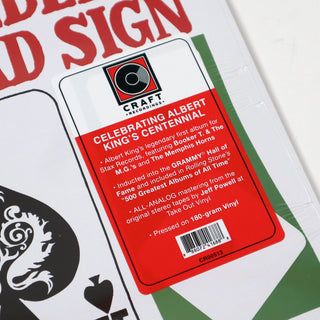 AD SIGN
CRAFT
RECORDINGS
CELEBRATING ALBERT
KING'S CENTENNIAL
• Albert King's legendary first album for
Stax Records, featuring Booker T. & The
M.G.'s and The Memphis Horns
• Inducted into the GRAMMY® Hall of
Fame and included in Rolling Stone's
"500 Greatest Albums of All Time"
• ALL-ANALOG mastering from the
original stereo tapes by Jeff Powell at
Take Out Vinyl
• Pressed on 180-gram Vinyl